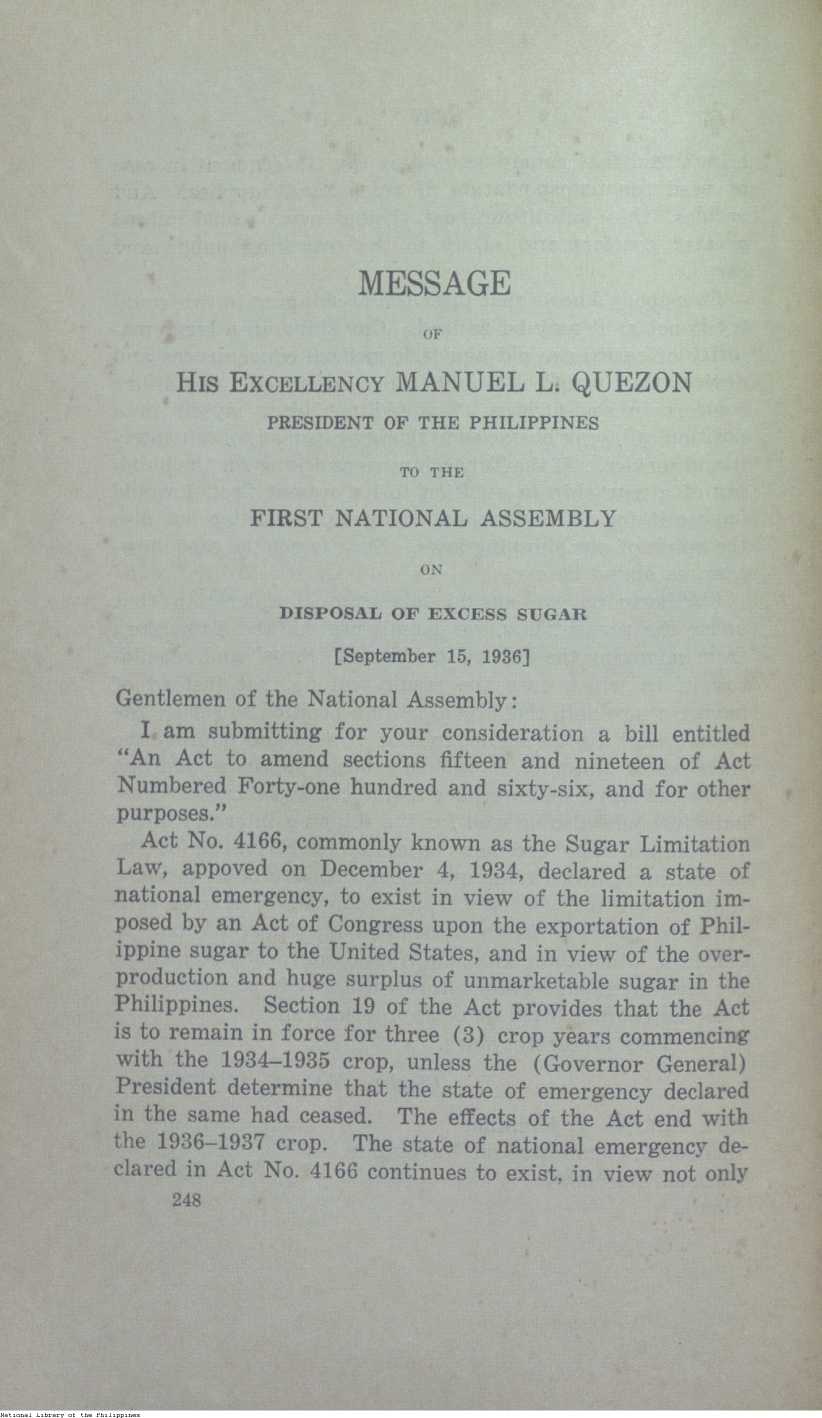 MESSAGE
OF
HIS EXCELLENCY MANUEL L. QUEZON
PRESIDENT OF THE PHILIPPINES
TO THE
FIRST NATIONAL ASSEMBLY
ON
DISPOSAL OF EXCESS SUGAR
[September 15, 1936]
Gentlemen of the National Assembly:
I am submitting for your consideration a bill entitled
“An Act to amend sections fifteen and nineteen of Act
Numbered Forty-one hundred and sixty-six, and for other
purposes.”
Act No. 4166, commonly known as the Sugar Limitation
Law, appoved on December 4, 1934, declared a state of
national emergency, to exist in view of the limitation im-
posed by an Act of Congress upon the exportation of Phil-
ippine sugar to the United States, and in view of the over-
production and huge surplus of unmarketable sugar in the
Philippines. Section 19 of the Act provides that the Act
is to remain in force for three (3) crop years commencing
with the 1934–1935 crop, unless the (Governor General)
President determine that the state of emergency declared
in the same had ceased. The effects of the Act end with
the 1936–1937 crop. The state of national emergency de-
clared in Act No. 4166 continues to exist, in view not only
248
National Library of the Philippines